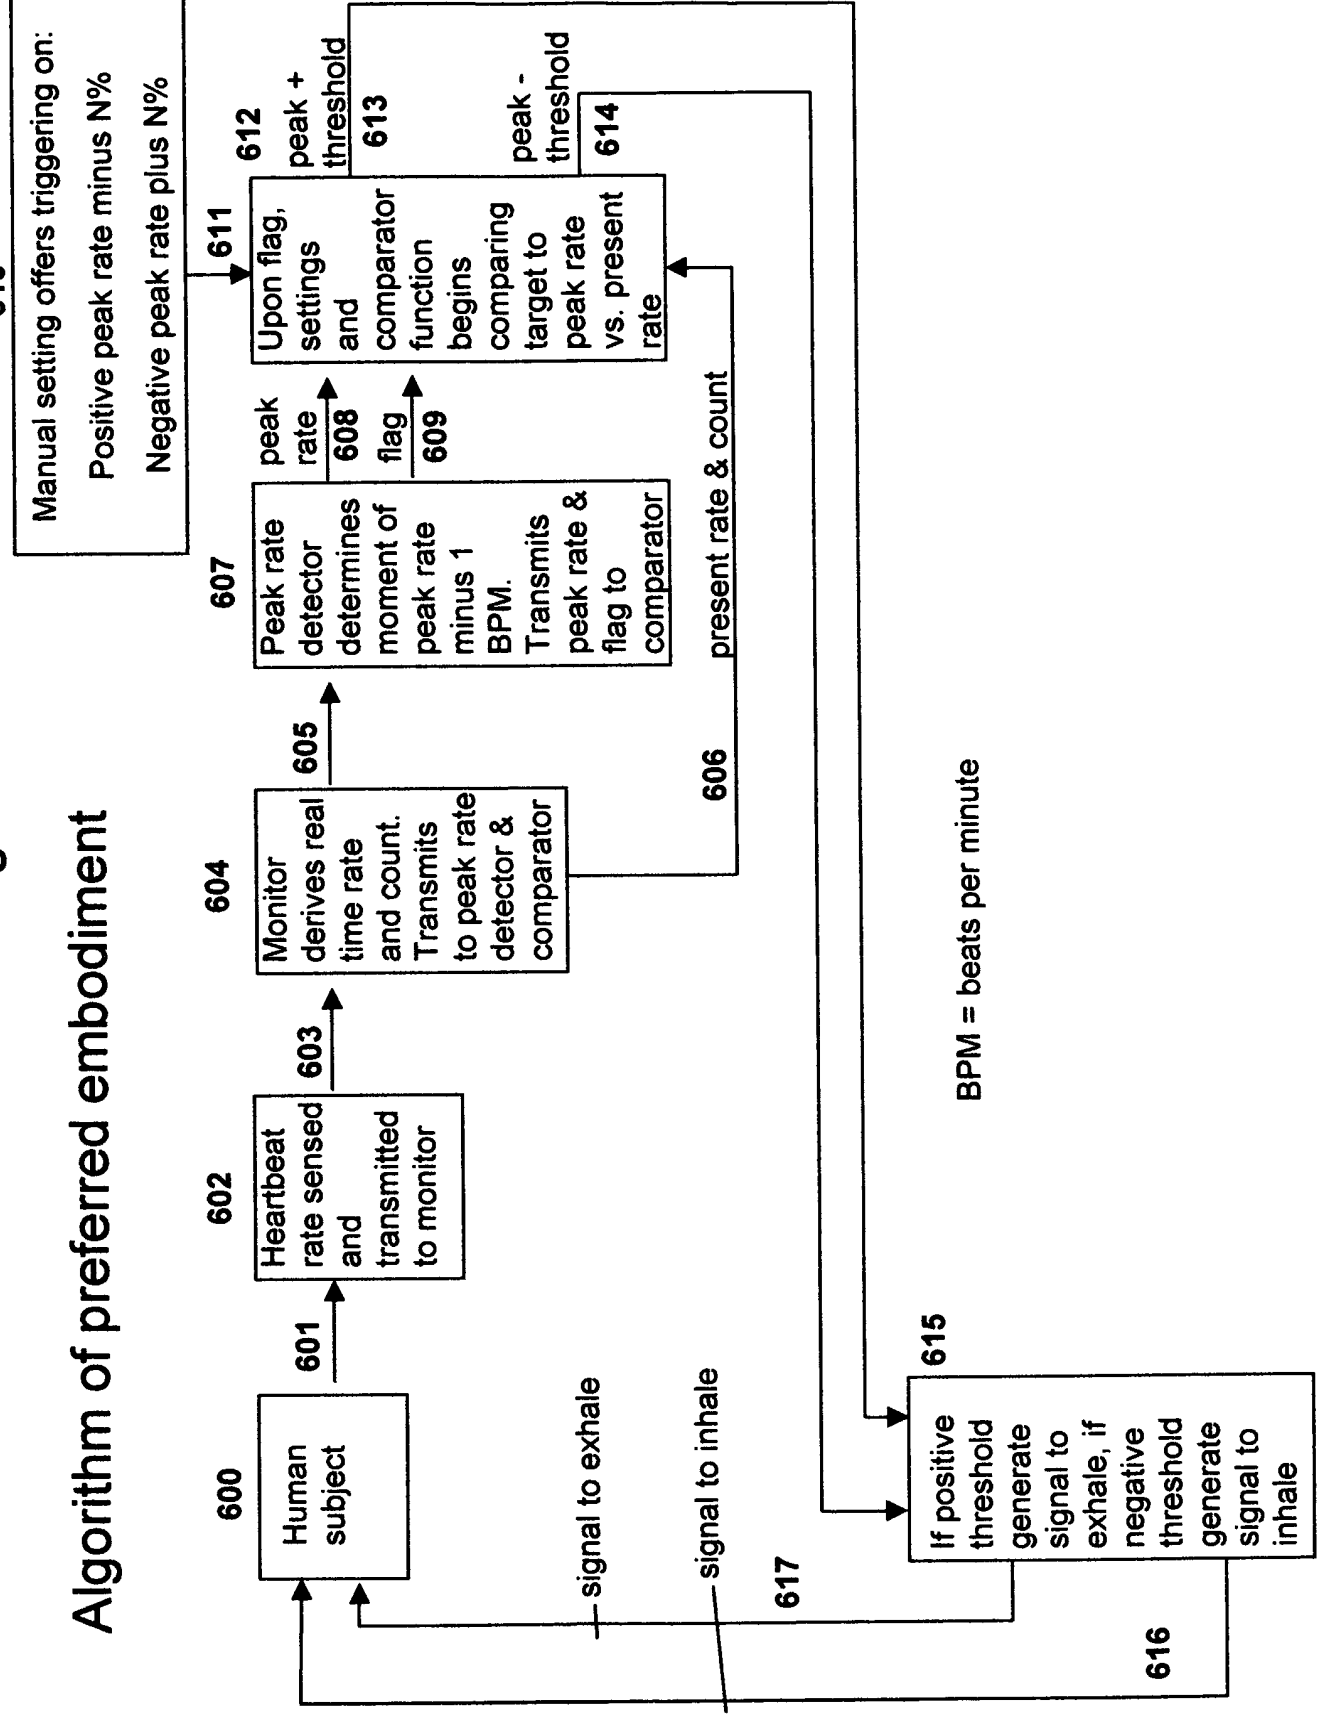 Algorithm of preferred embodiment
Manual setting offers triggering on:
Positive peak rate minus N%
Negative peak rate plus N%
600
Human
subject
601
602
Heartbeat
rate sensed
and
transmitted
to monitor
603
604
Monitor
derives real
time rate
and count.
Transmits
to peak rate
detector &
comparator
605
606
present rate & count
607
Peak rate
detector
determines
moment of
peak rate
minus 1
BPM.
Transmits
peak rate &
flag to
comparator
peak
rate
608
flag
609
611
Upon flag,
settings
and
comparator
function
begins
comparing
target to
peak rate
vs. present
rate
612
peak +
threshold
613
peak -
threshold
614
615
If positive
threshold
generate
signal to
exhale, if
negative
threshold
generate
signal to
inhale
616
617
signal to exhale
signal to inhale
BPM = beats per minute